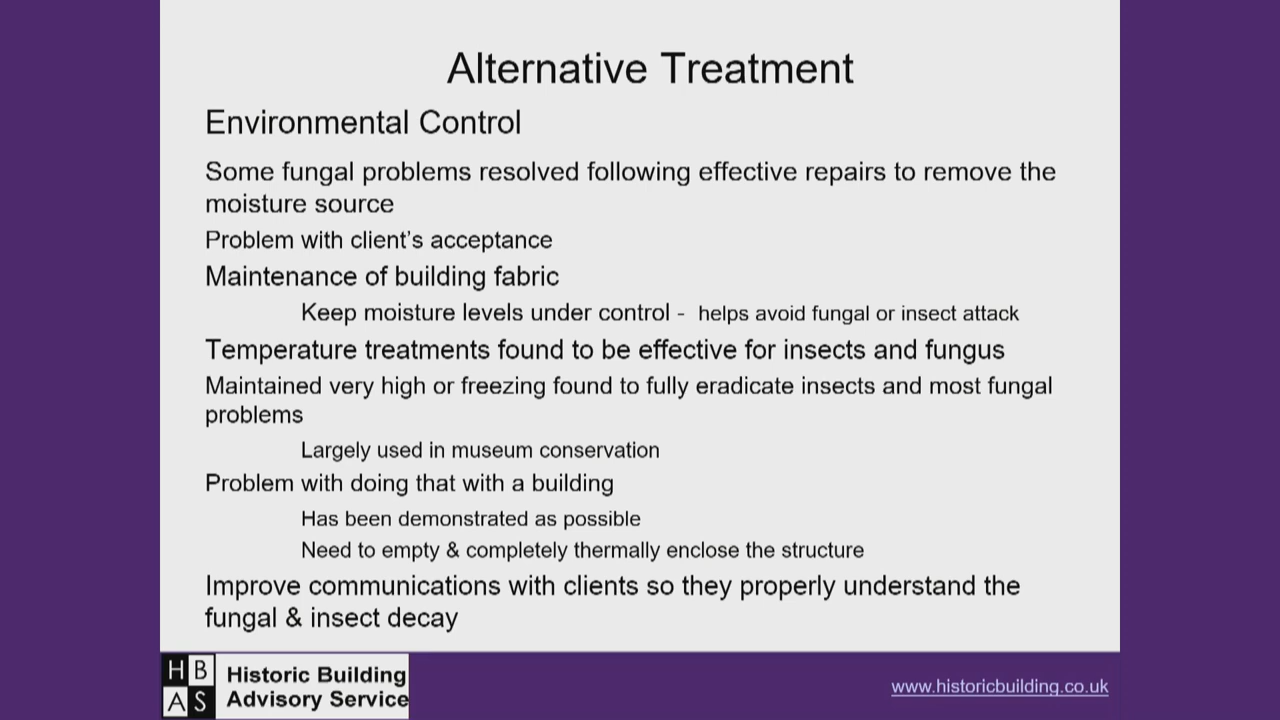 Alternative Treatment
Environmental Control
Some fungal problems resolved following effective repairs to remove the
moisture source
Problem with client's acceptance
Maintenance of building fabric
Keep moisture levels under control - helps avoid fungal or insect attack
Temperature treatments found to be effective for insects and fungus
Maintained very high or freezing found to fully eradicate insects and most fungal
problems
Largely used in museum conservation
Problem with doing that with a building
Has been demonstrated as possible
Need to empty & completely thermally enclose the structure
Improve communications with clients so they properly understand the
fungal & insect decay
H B
A S
Historic Building
Advisory Service
www.historicbuilding.co.uk